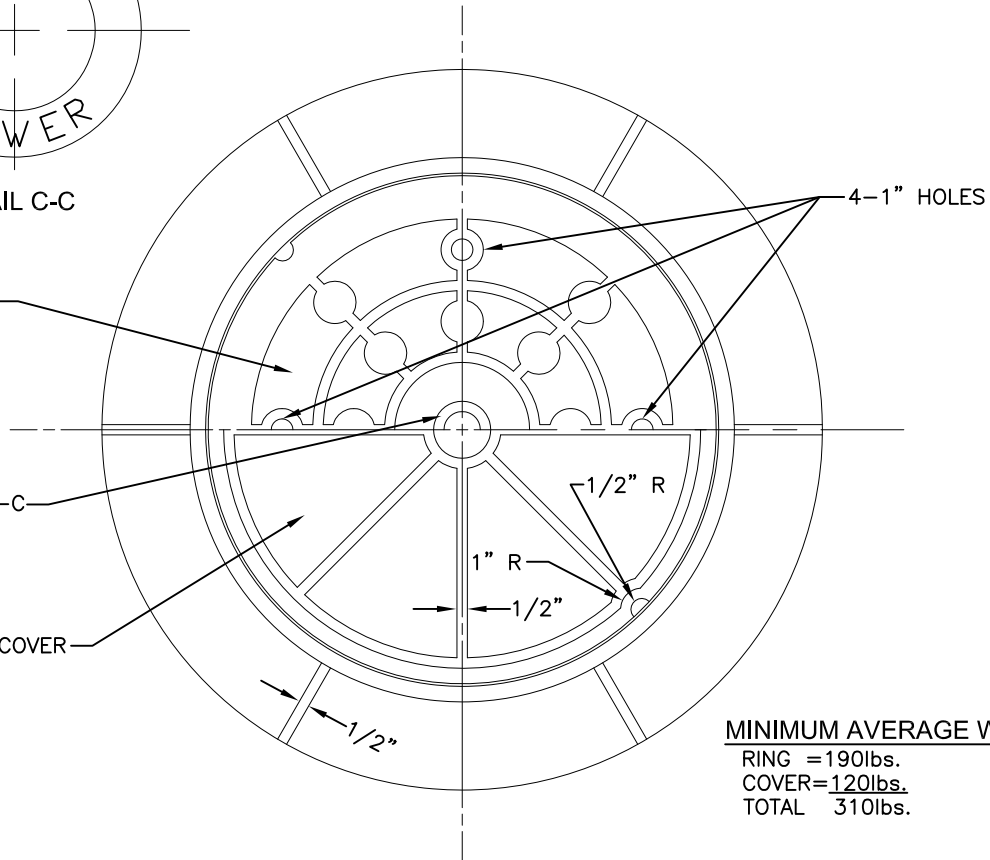 WER
AIL C-C
4-1" HOLES
-C
1/2" R
1" R
1/2"
COVER
1/2"
MINIMUM AVERAGE W
RING =190lbs.
COVER=120lbs.
TOTAL 310lbs.